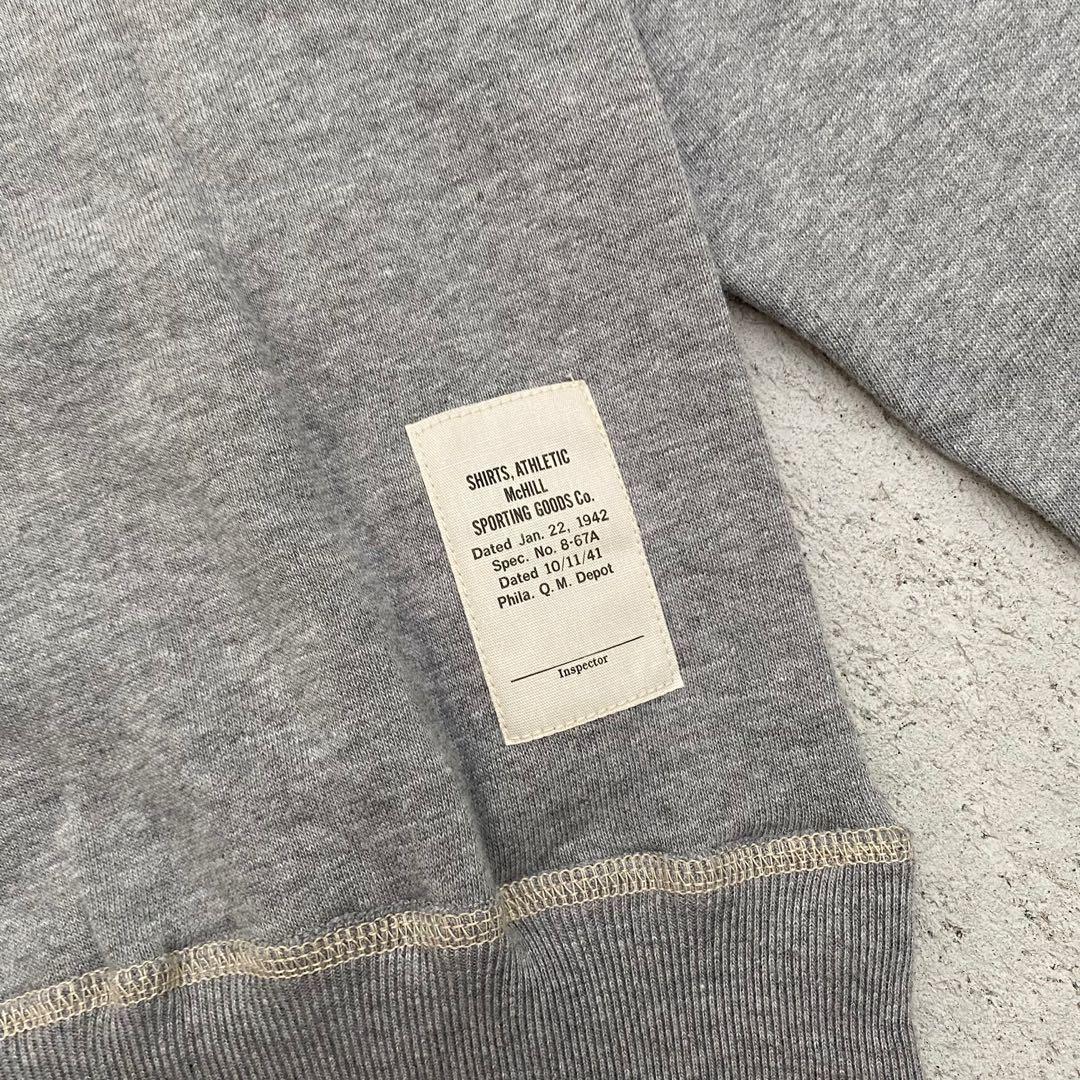 SHIRTS, ATHLETIC
McHILL
SPORTING GOODS Co.
Dated Jan. 22, 1942
Spec. No. 8-67A
Dated 10/11/41
Phila. Q. M. Depot
Inspector